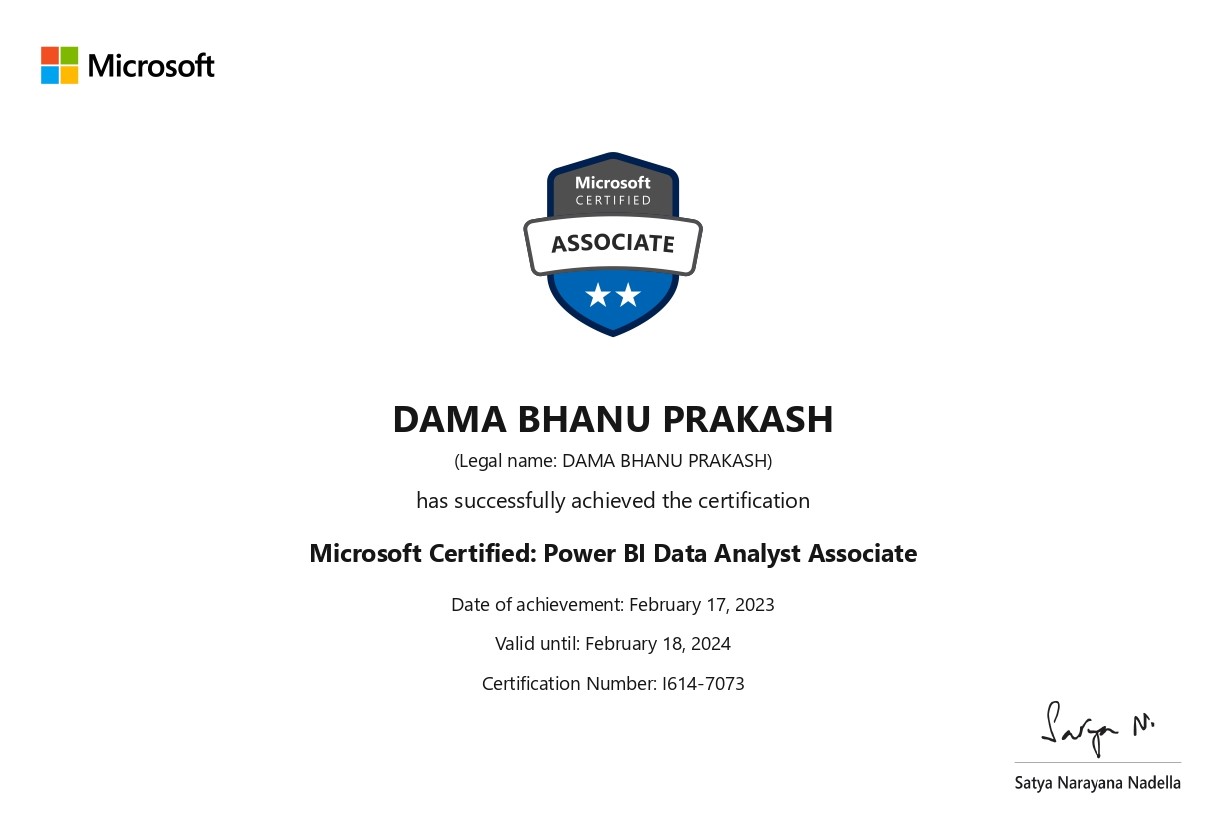 Microsoft
Microsoft
CERTIFIED
ASSOCIATE
DAMA BHANU PRAKASH
(Legal name: DAMA BHANU PRAKASH)
has successfully achieved the certification
Microsoft Certified: Power BI Data Analyst Associate
Date of achievement: February 17, 2023
Valid until: February 18, 2024
Certification Number: I614-7073
Satya N.
Satya Narayana Nadella